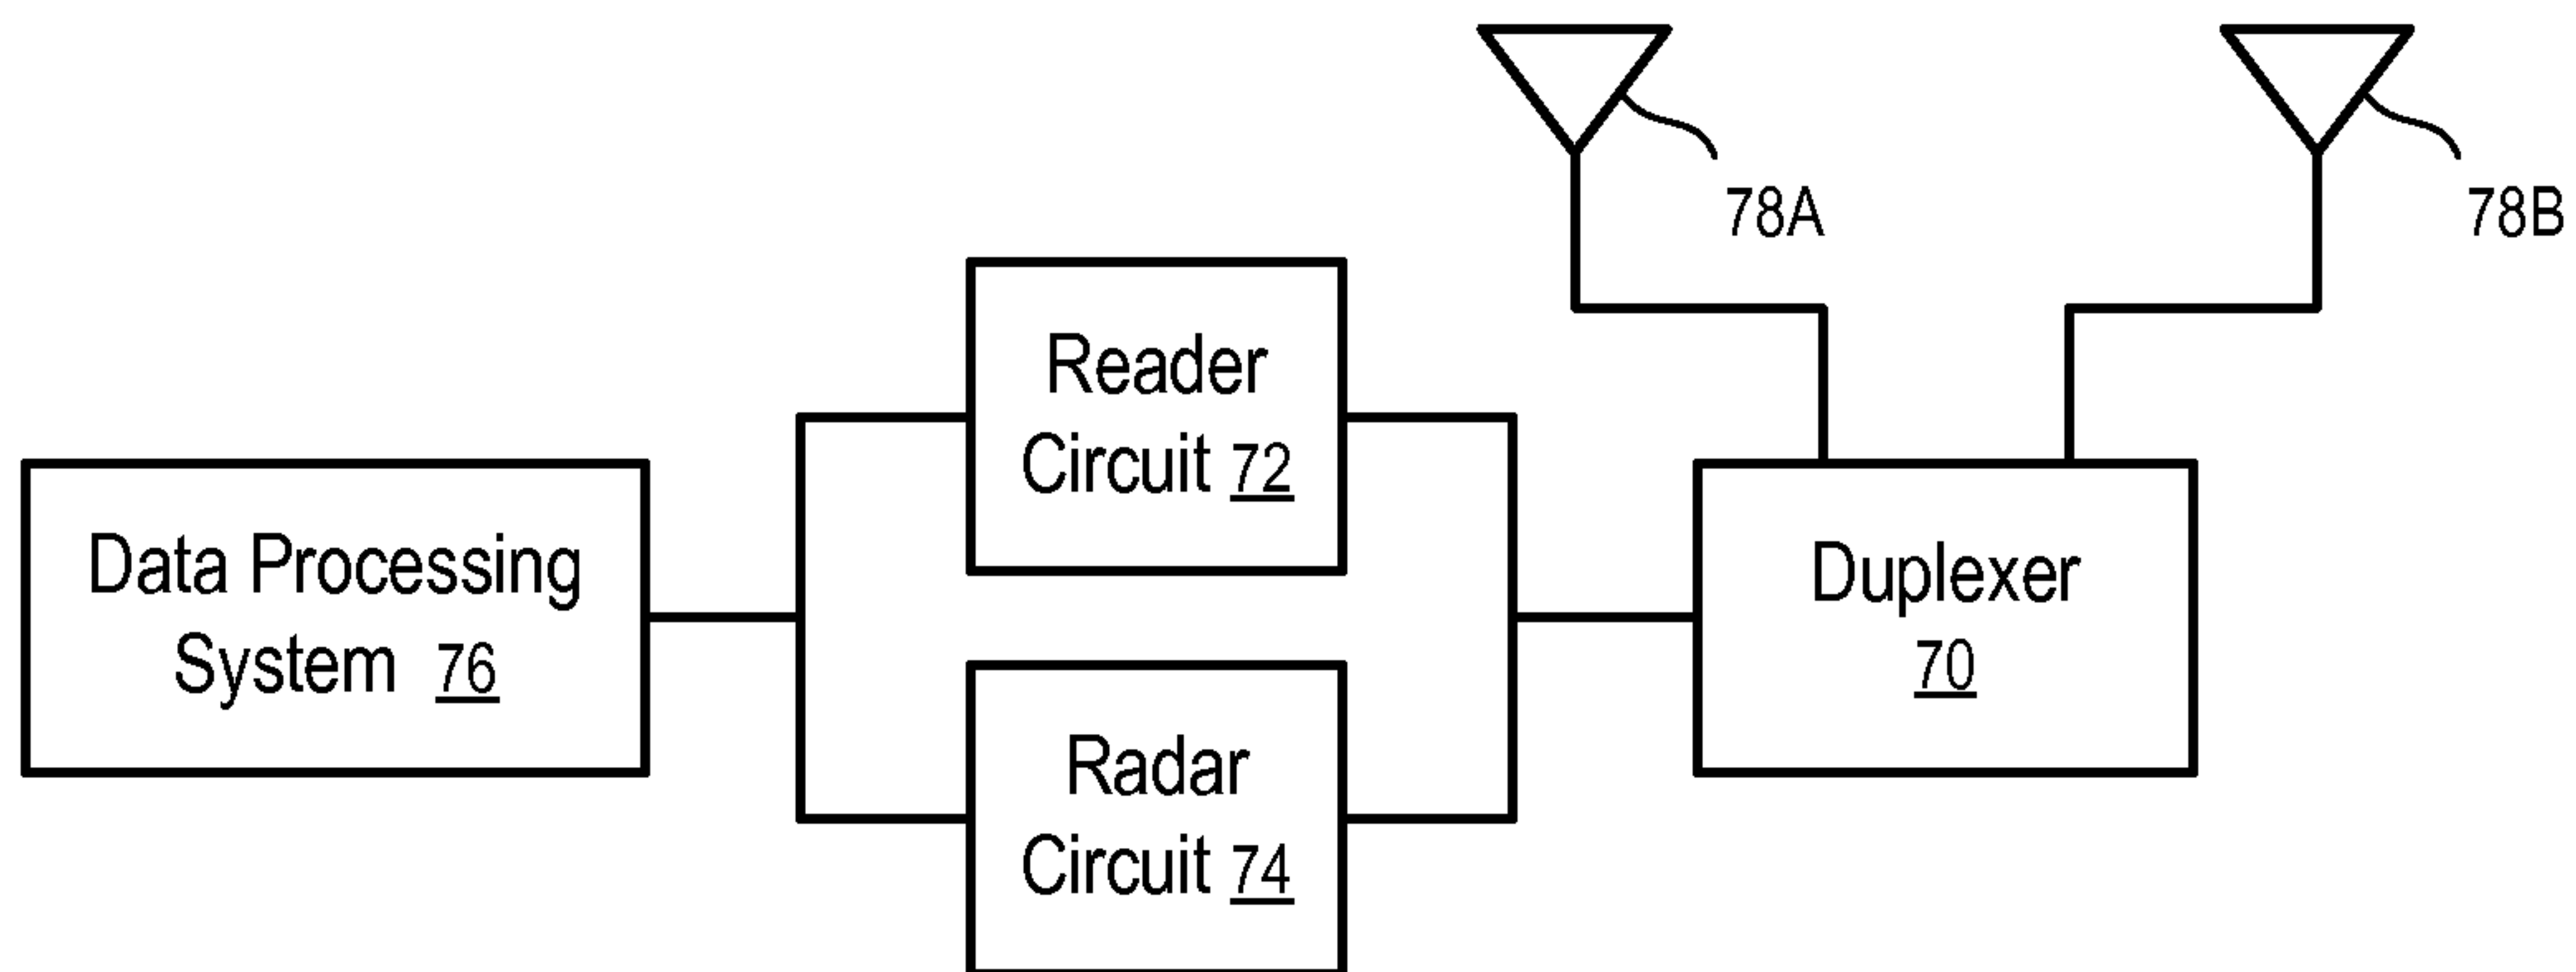 78A
78B
Reader
Circuit 72
Data Processing
System 76
Duplexer
70
Radar
Circuit 74